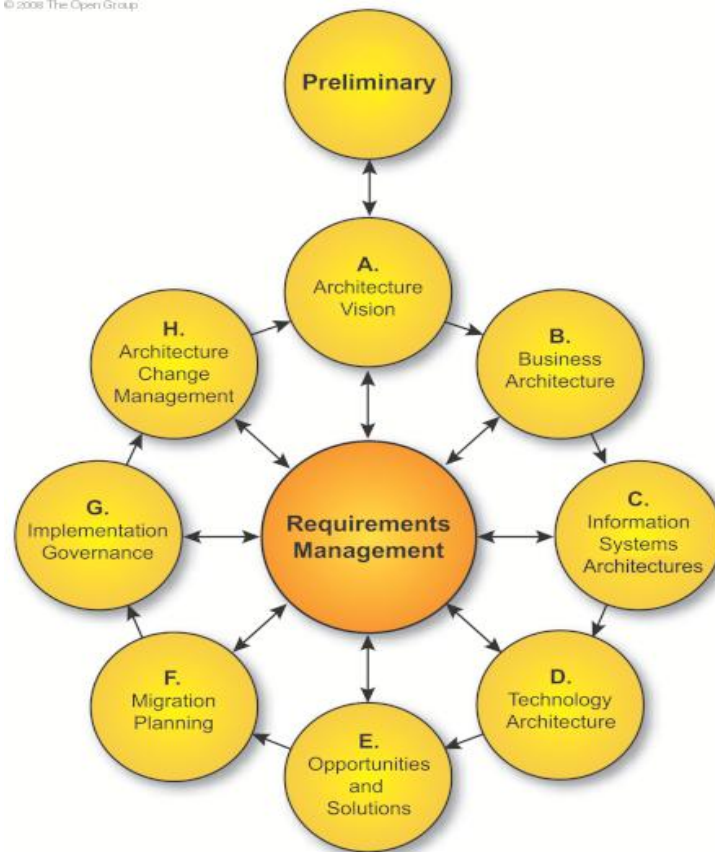 © 2008 The Open Group
Preliminary
A.
Architecture
Vision
B.
Business
Architecture
C.
Information
Systems
Architectures
D.
Technology
Architecture
E.
Opportunities
and
Solutions
F.
Migration
Planning
G.
Implementation
Governance
H.
Architecture
Change
Management
Requirements
Management